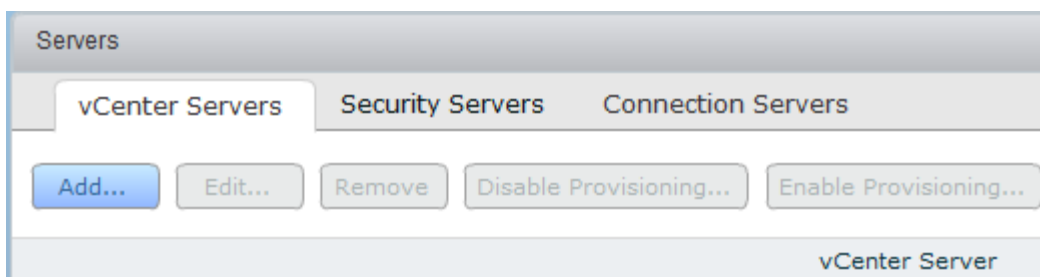 Servers
vCenter Servers Security Servers Connection Servers
Add... Edit... Remove Disable Provisioning... Enable Provisioning...
vCenter Server